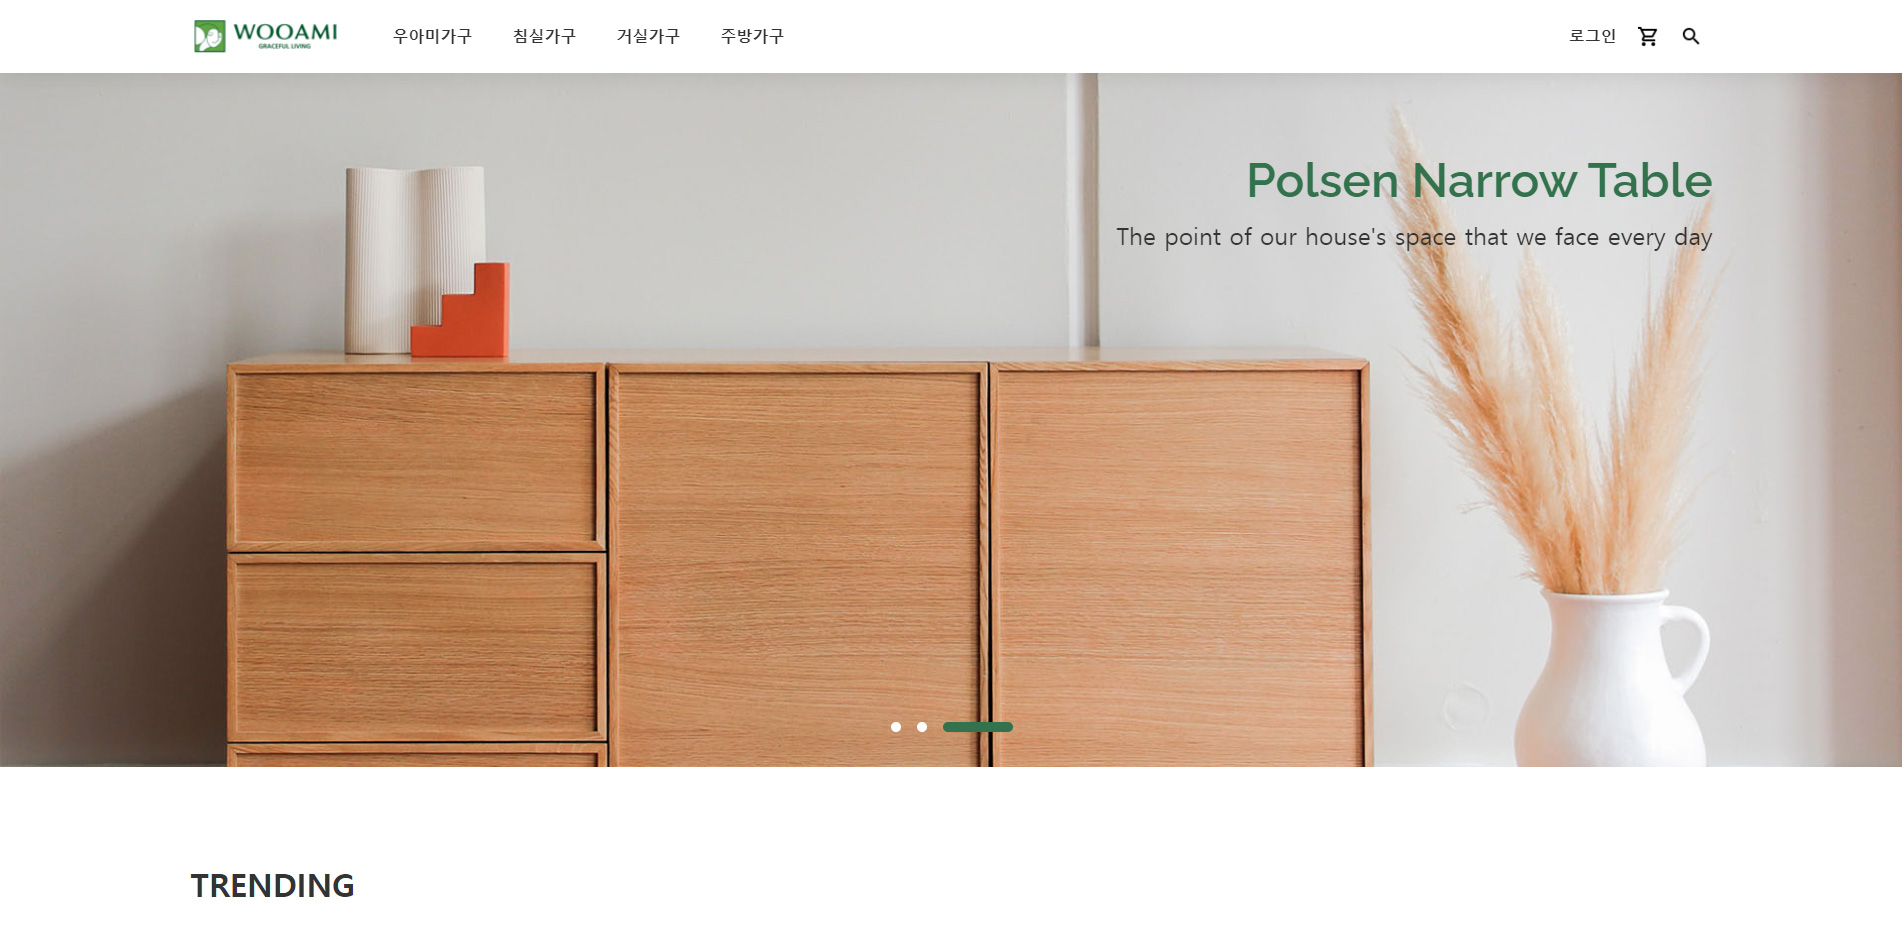 WOOAMI
GRACEFUL LIVING
우아미가구 침실가구 거실가구 주방가구
로그인
Polsen Narrow Table
The point of our house's space that we face every day
TRENDING